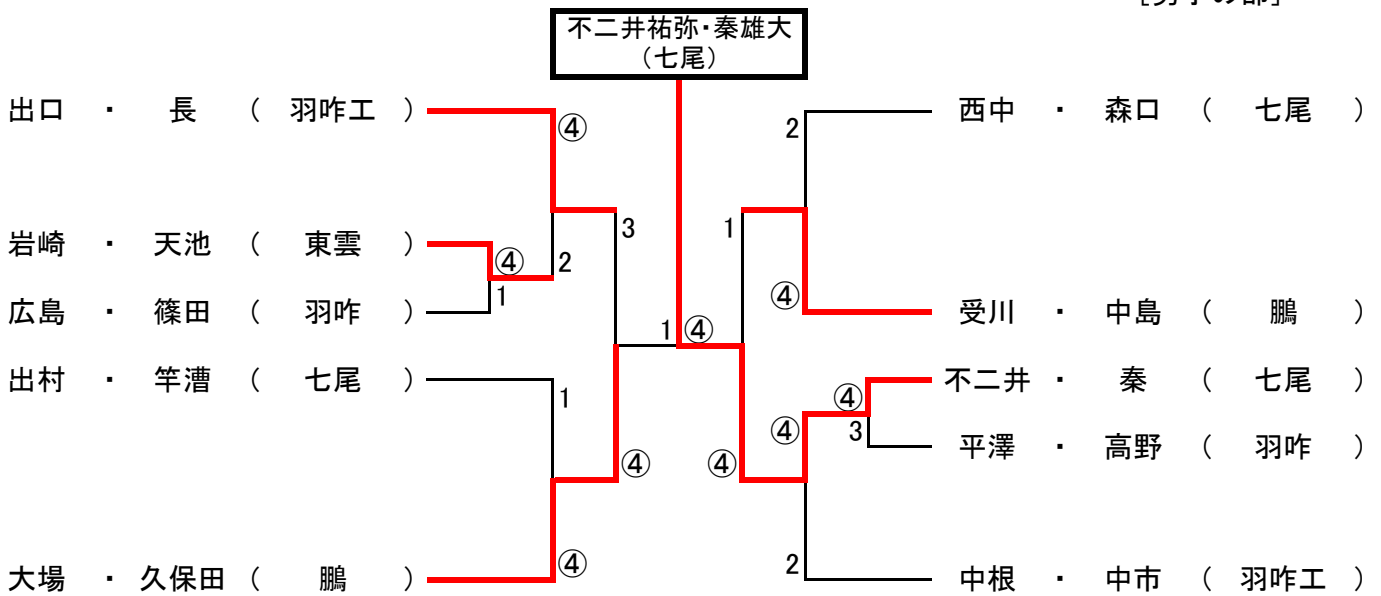 ［男子の部］
不二井祐弥・秦雄大
（七尾）
出口 ・ 長 （ 羽咋工 ）
④
2
西中 ・ 森口 （ 七尾 ）
岩崎 ・ 天池 （ 東雲 ）
④
2
3
1
広島 ・ 篠田 （ 羽咋 ）
1
④
受川 ・ 中島 （ 鵬 ）
1
④
出村 ・ 竿漕 （ 七尾 ）
1
④
不二井 ・ 秦 （ 七尾 ）
④
3
平澤 ・ 高野 （ 羽咋 ）
④
④
大場 ・ 久保田 （ 鵬 ）
④
2
中根 ・ 中市 （ 羽咋工 ）